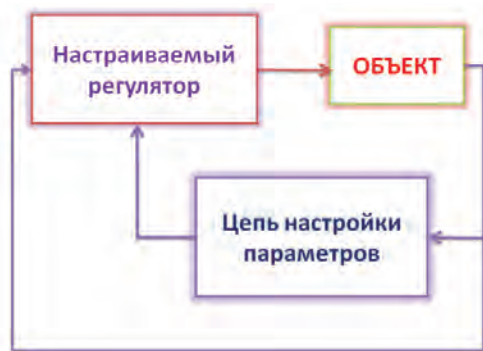 Настраиваемый
регулятор
ОБЪЕКТ
Цепь настройки
параметров